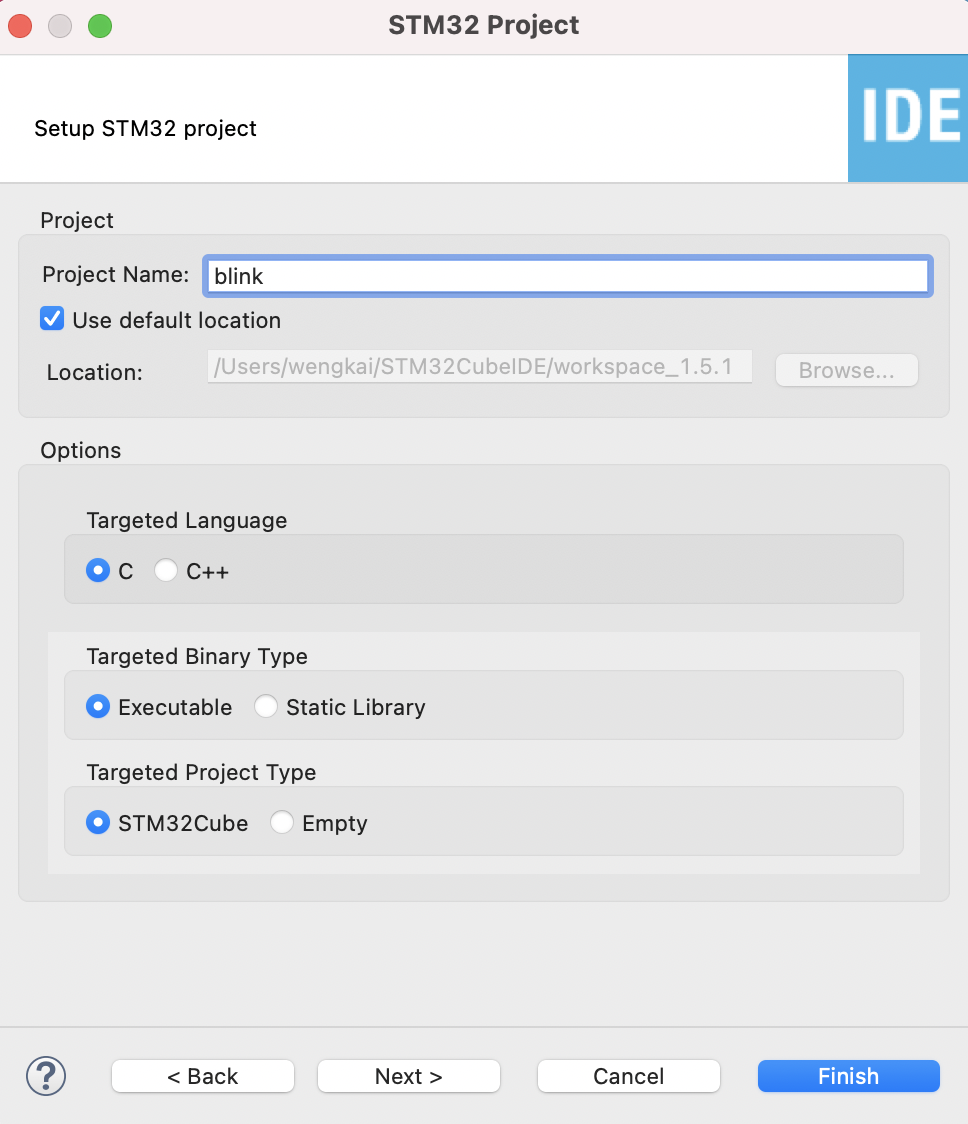 STM32 Project
Setup STM32 project
IDE
Project
Project Name: blink
Use default location
Location: /Users/wengkai/STM32CubeIDE/workspace_1.5.1 Browse...
Options
Targeted Language
C C++
Targeted Binary Type
Executable Static Library
Targeted Project Type
STM32Cube Empty
? < Back Next > Cancel Finish